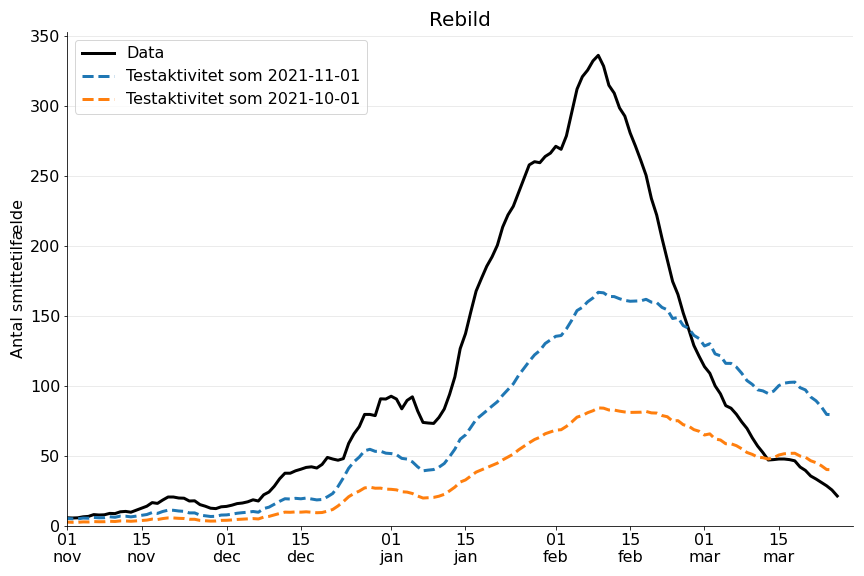 Rebild
Data
Testaktivitet som 2021-11-01
Testaktivitet som 2021-10-01
Antal smittetilfælde
350
300
250
200
150
100
50
0
01 15 01 15 01 15 01 15 01 15
nov nov dec dec jan jan feb feb mar mar